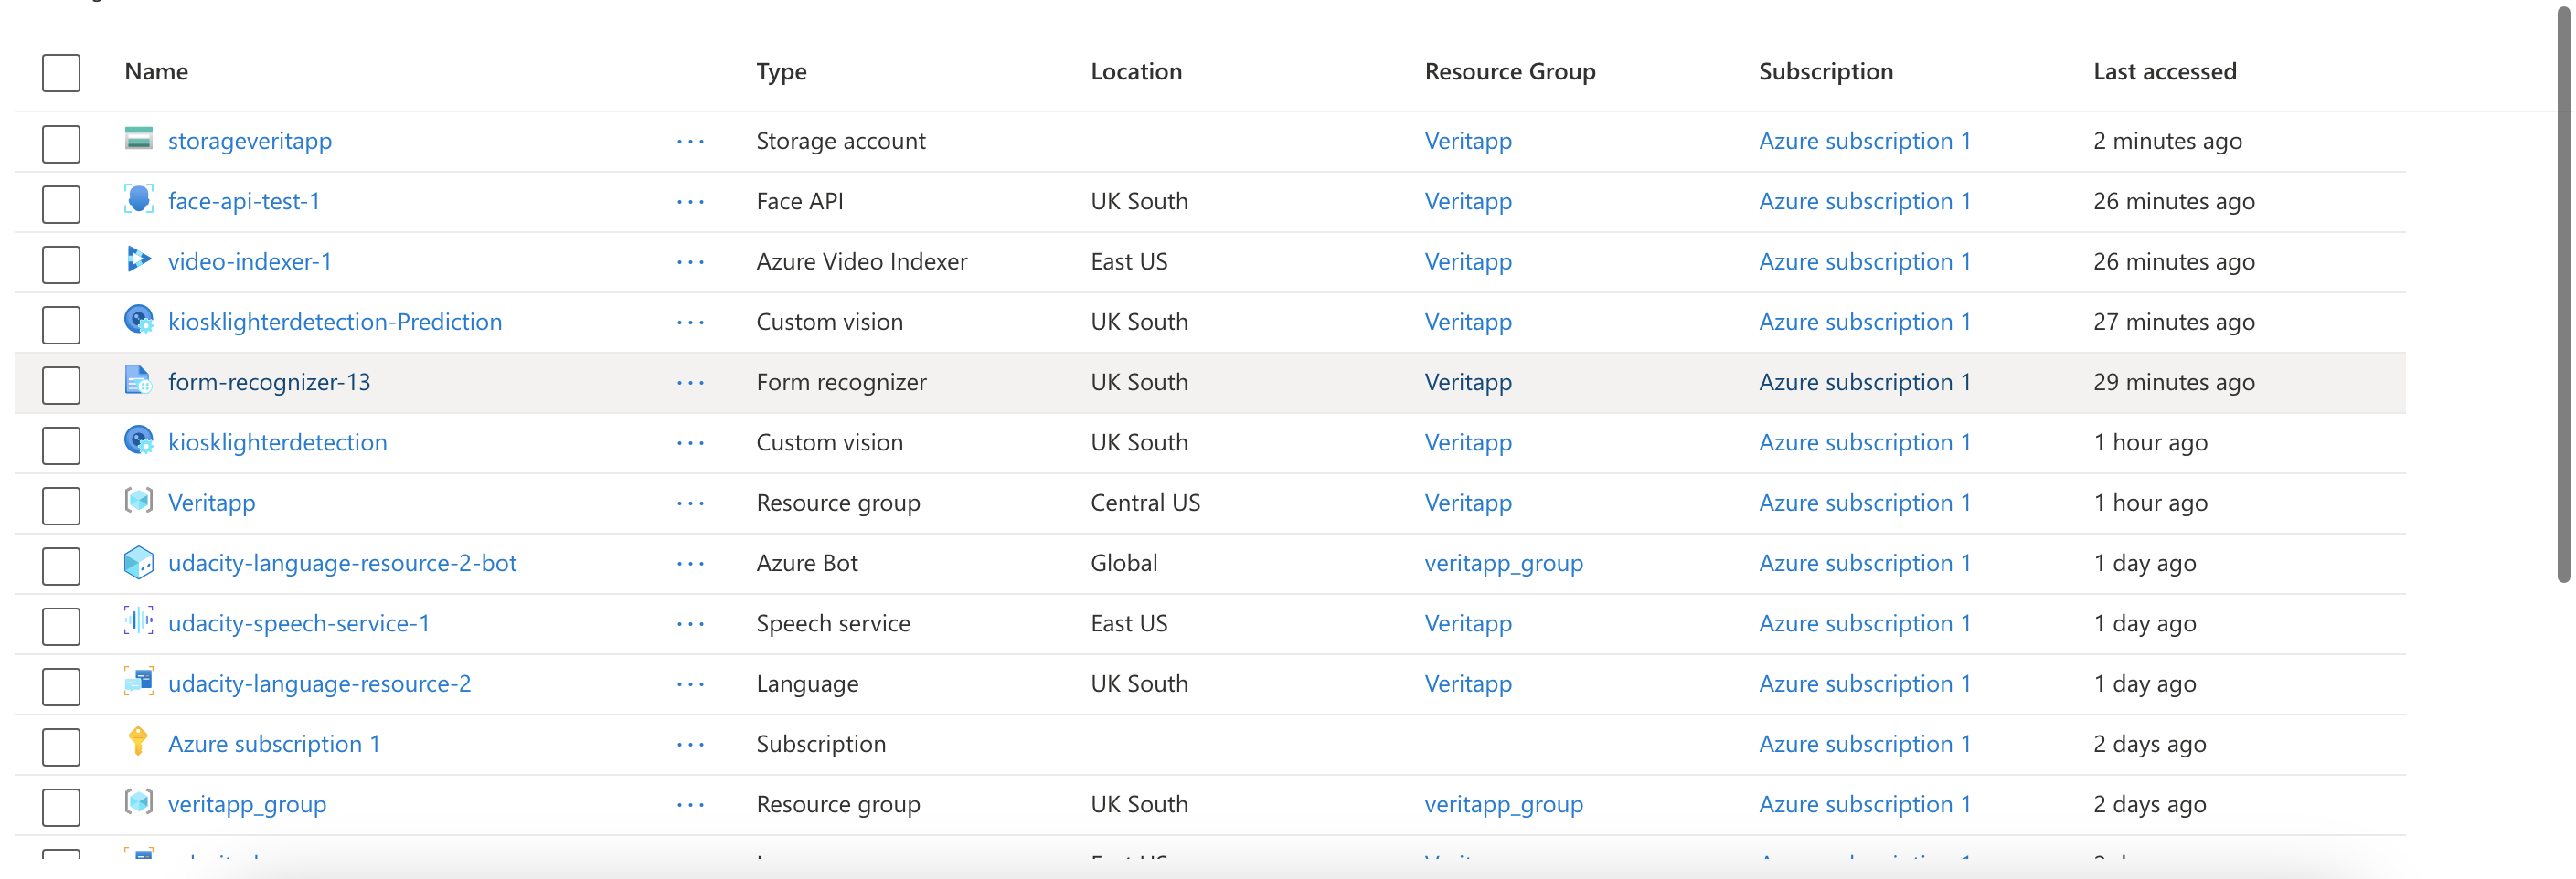 Name Type Location Resource Group Subscription Last accessed
storageveritapp ... Storage account Veritapp Azure subscription 1 2 minutes ago
face-api-test-1 ... Face API UK South Veritapp Azure subscription 1 26 minutes ago
video-indexer-1 ... Azure Video Indexer East US Veritapp Azure subscription 1 26 minutes ago
kiosklighterdetection-Prediction ... Custom vision UK South Veritapp Azure subscription 1 27 minutes ago
form-recognizer-13 ... Form recognizer UK South Veritapp Azure subscription 1 29 minutes ago
kiosklighterdetection ... Custom vision UK South Veritapp Azure subscription 1 1 hour ago
Veritapp ... Resource group Central US Veritapp Azure subscription 1 1 hour ago
udacity-language-resource-2-bot ... Azure Bot Global veritapp_group Azure subscription 1 1 day ago
udacity-speech-service-1 ... Speech service East US Veritapp Azure subscription 1 1 day ago
udacity-language-resource-2 ... Language UK South Veritapp Azure subscription 1 1 day ago
Azure subscription 1 ... Subscription Azure subscription 1 2 days ago
veritapp_group ... Resource group UK South veritapp_group Azure subscription 1 2 days ago